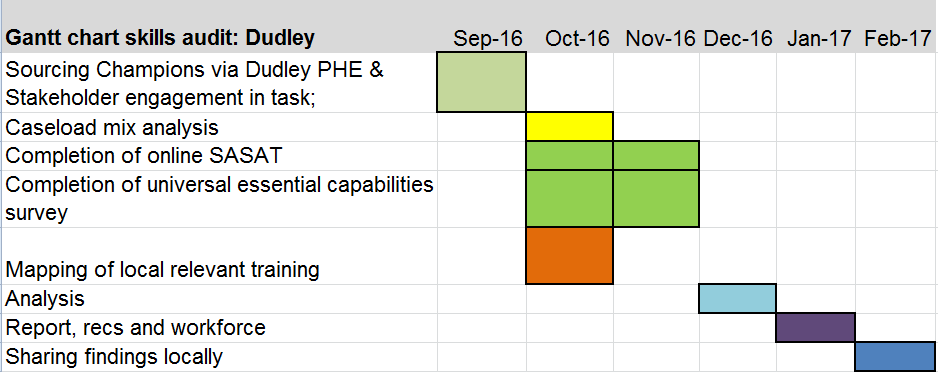 Gantt chart skills audit: Dudley Sep-16 Oct-16 Nov-16 Dec-16 Jan-17 Feb-17
Sourcing Champions via Dudley PHE &
Stakeholder engagement in task;
Caseload mix analysis
Completion of online SASAT
Completion of universal essential capabilities
survey
Mapping of local relevant training
Analysis
Report, recs and workforce
Sharing findings locally